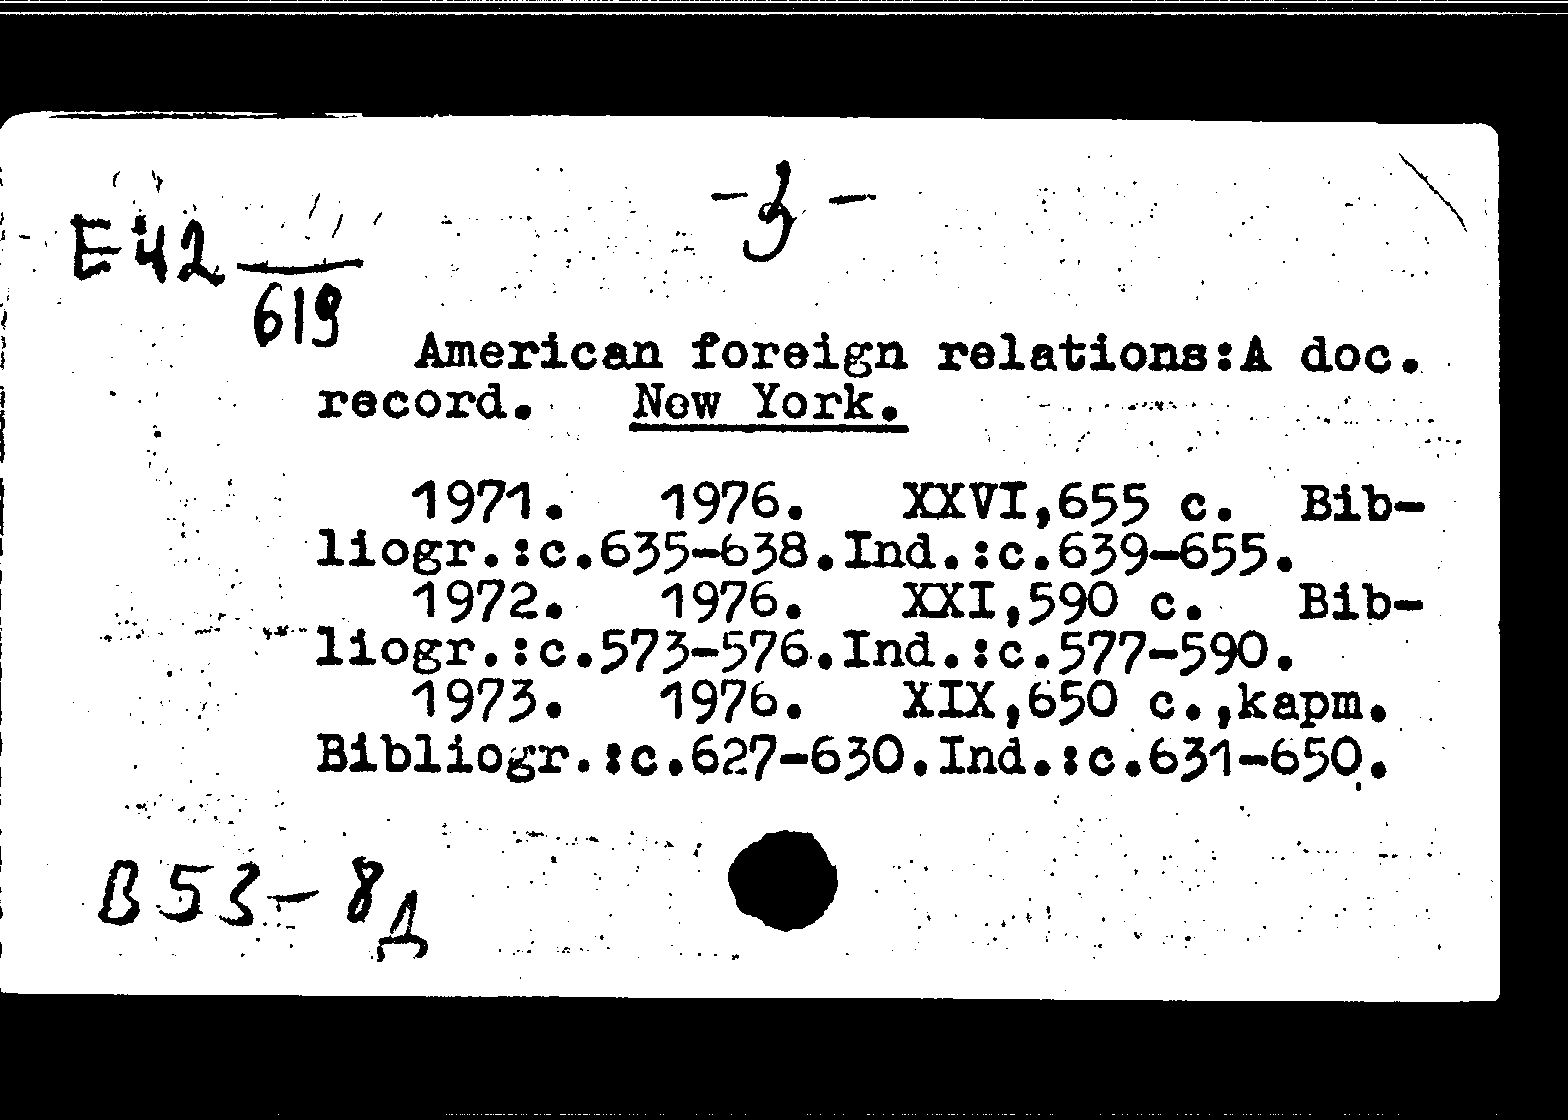 -3-
E42
619
American foreign relations:A doc.
record. New York.
1971. 1976. XXVI,655 c. Bib-
liogr.:c.635-638.Ind.:c.639-655.
1972. 1976. XXI,590 c. Bib-
liogr.:c.573-576.Ind.:c.577-590.
1973. 1976. XIX,650 c.,карт.
Bibliogr.:c.627-630.Ind.:c.631-650.
В53-8д